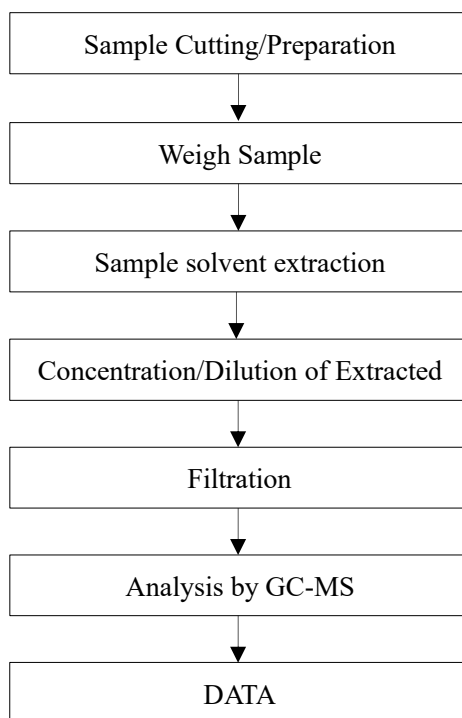 Sample Cutting/Preparation
Weigh Sample
Sample solvent extraction
Concentration/Dilution of Extracted
Filtration
Analysis by GC-MS
DATA